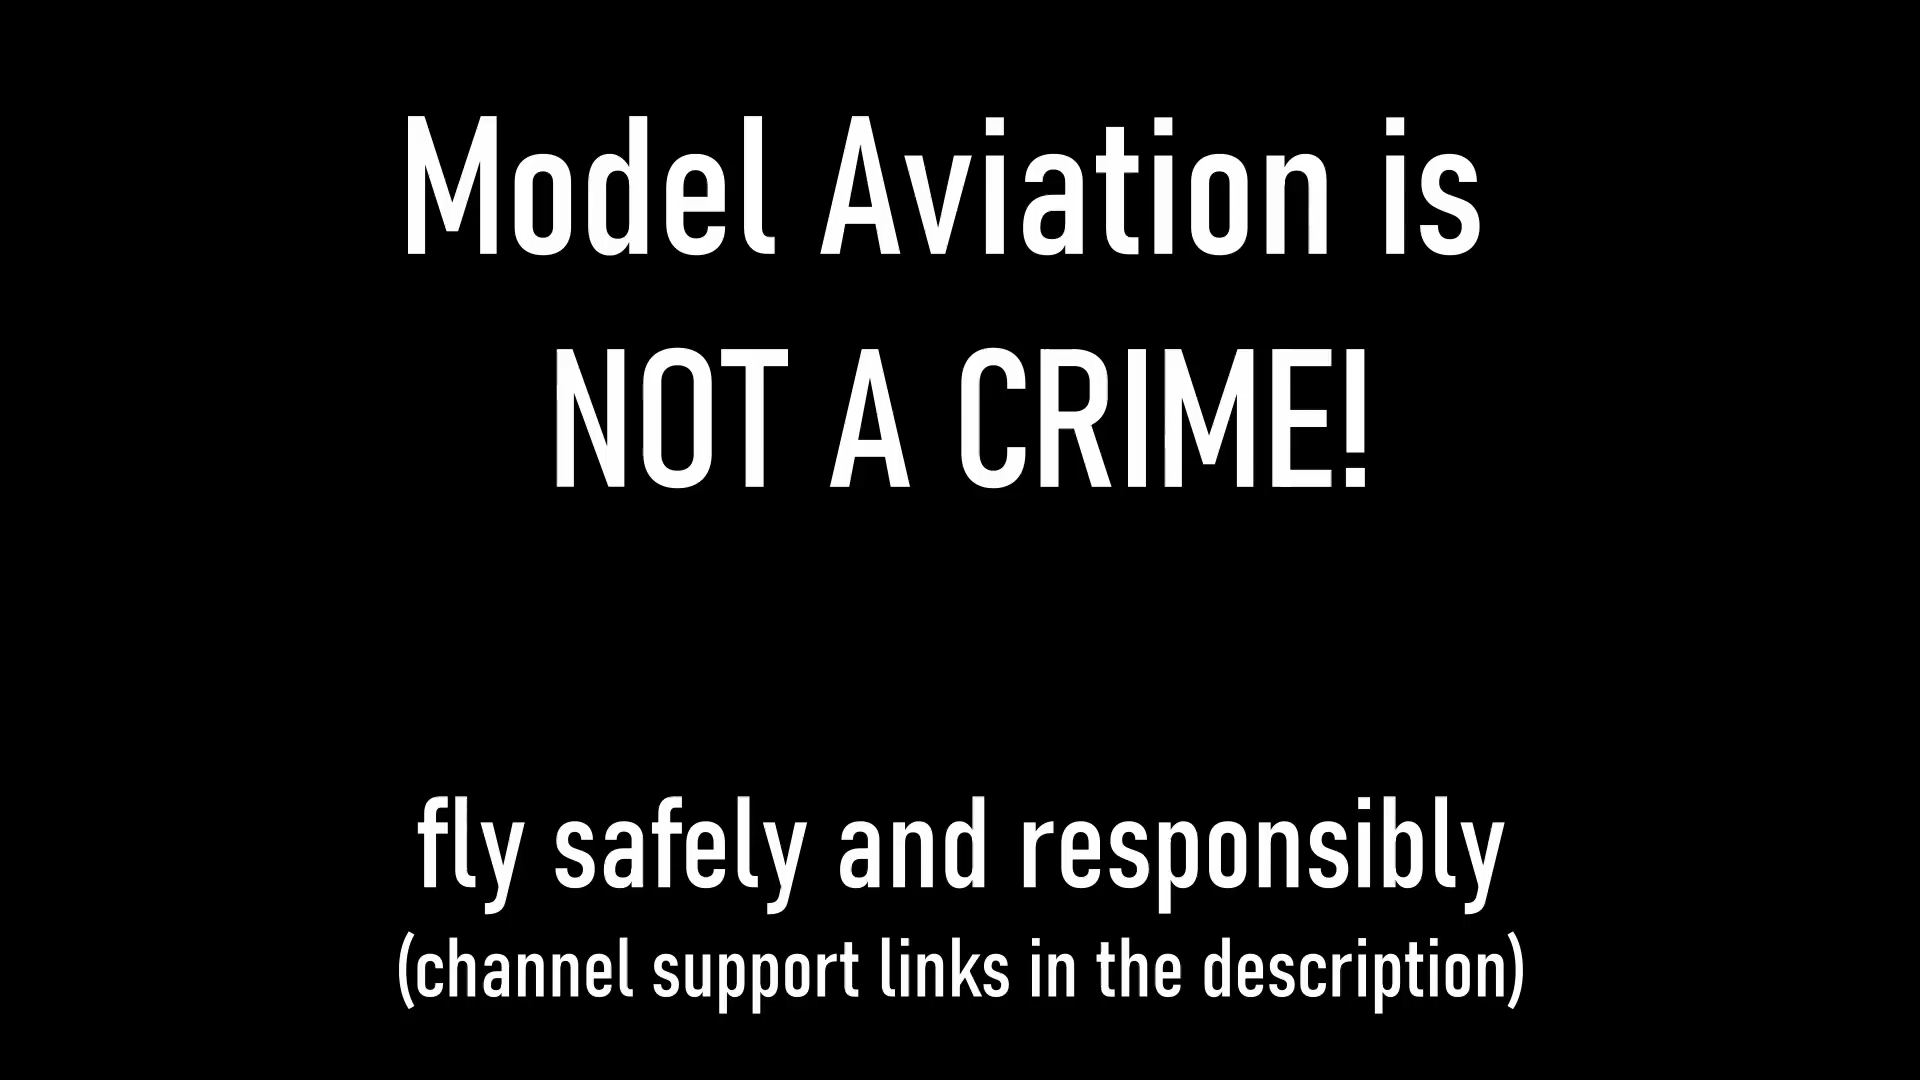 Model Aviation is
NOT A CRIME!
fly safely and responsibly
(channel support links in the description)